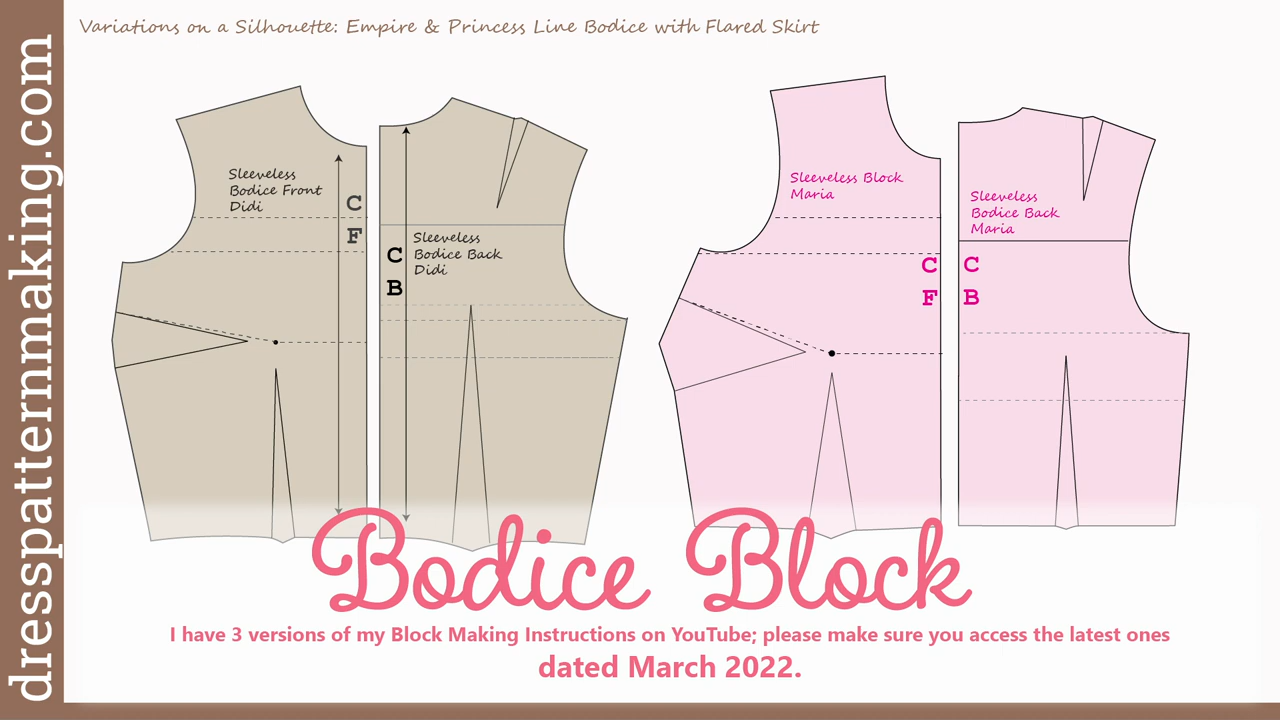 Variations on a Silhouette: Empire & Princess Line Bodice with Flared Skirt
dresspatternmaking.com
Sleeveless
Bodice Front
Didi
C
F
Sleeveless
Bodice Back
Didi
C
B
Sleeveless Block
Maria
C
F
Sleeveless
Bodice Back
Maria
C
B
Bodice Block
I have 3 versions of my Block Making Instructions on YouTube; please make sure you access the latest ones
dated March 2022.